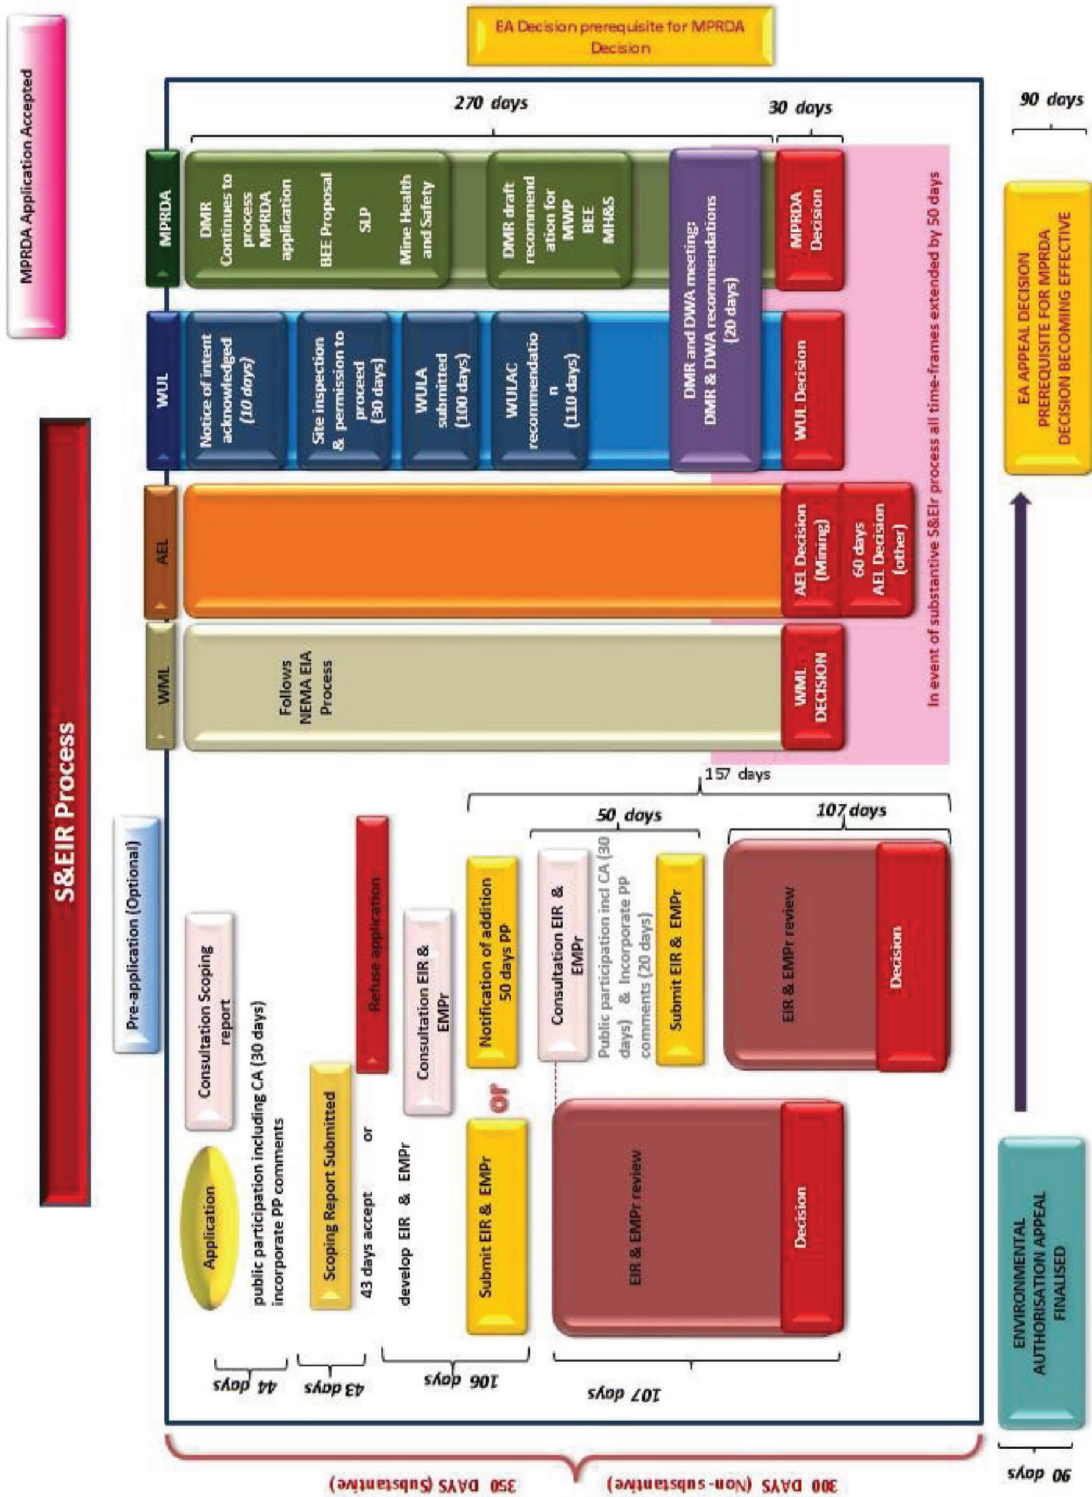 S&EIR Process
MPRDA Application Accepted
Pre-application (Optional)
WML
AEL
WUL
MPRDA
EA Decision prerequisite for MPRDA
Decision
Application
Consultation Scoping
report
public participation including CA (30 days)
incorporate PP comments
44 days
Scoping Report Submitted
43 days
43 days accept or
Refuse application
develop EIR & EMPr
Consultation EIR &
EMPr
106 days
Submit EIR & EMPr
or
Notification of addition
50 days PP
Consultation EIR &
EMPr
Public participation incl CA (30
days) & Incorporate PP
comments (20 days)
Submit EIR & EMPr
50 days
157 days
107 days
EIR & EMPr review
Decision
107 days
EIR & EMPr review
Decision
350 DAYS (Substantive)
300 DAYS (Non-substantive)
Follows
NEMA EIA
Process
WML
DECISION
AEL Decision
(Mining)
60 days
AEL Decision
(other)
Notice of intent
acknowledged
(10 days)
Site inspection
& permission to
proceed
(30 days)
WULA
submitted
(100 days)
WULAC
recommendatio
n
(110 days)
WUL Decision
DMR
Continues to
process
MPRDA
application
BEE Proposal
SLP
Mine Health
and Safety
DMR draft
recommend
ation for
MWP
BEE
MH&S
DMR and DWA meeting:
DMR & DWA recommendations
(20 days)
MPRDA
Decision
270 days
30 days
In event of substantive S&EIr process all time-frames extended by 50 days
90 days
ENVIRONMENTAL
AUTHORISATION APPEAL
FINALISED
EA APPEAL DECISION
PREREQUISITE FOR MPRDA
DECISION BECOMING EFFECTIVE
90 days